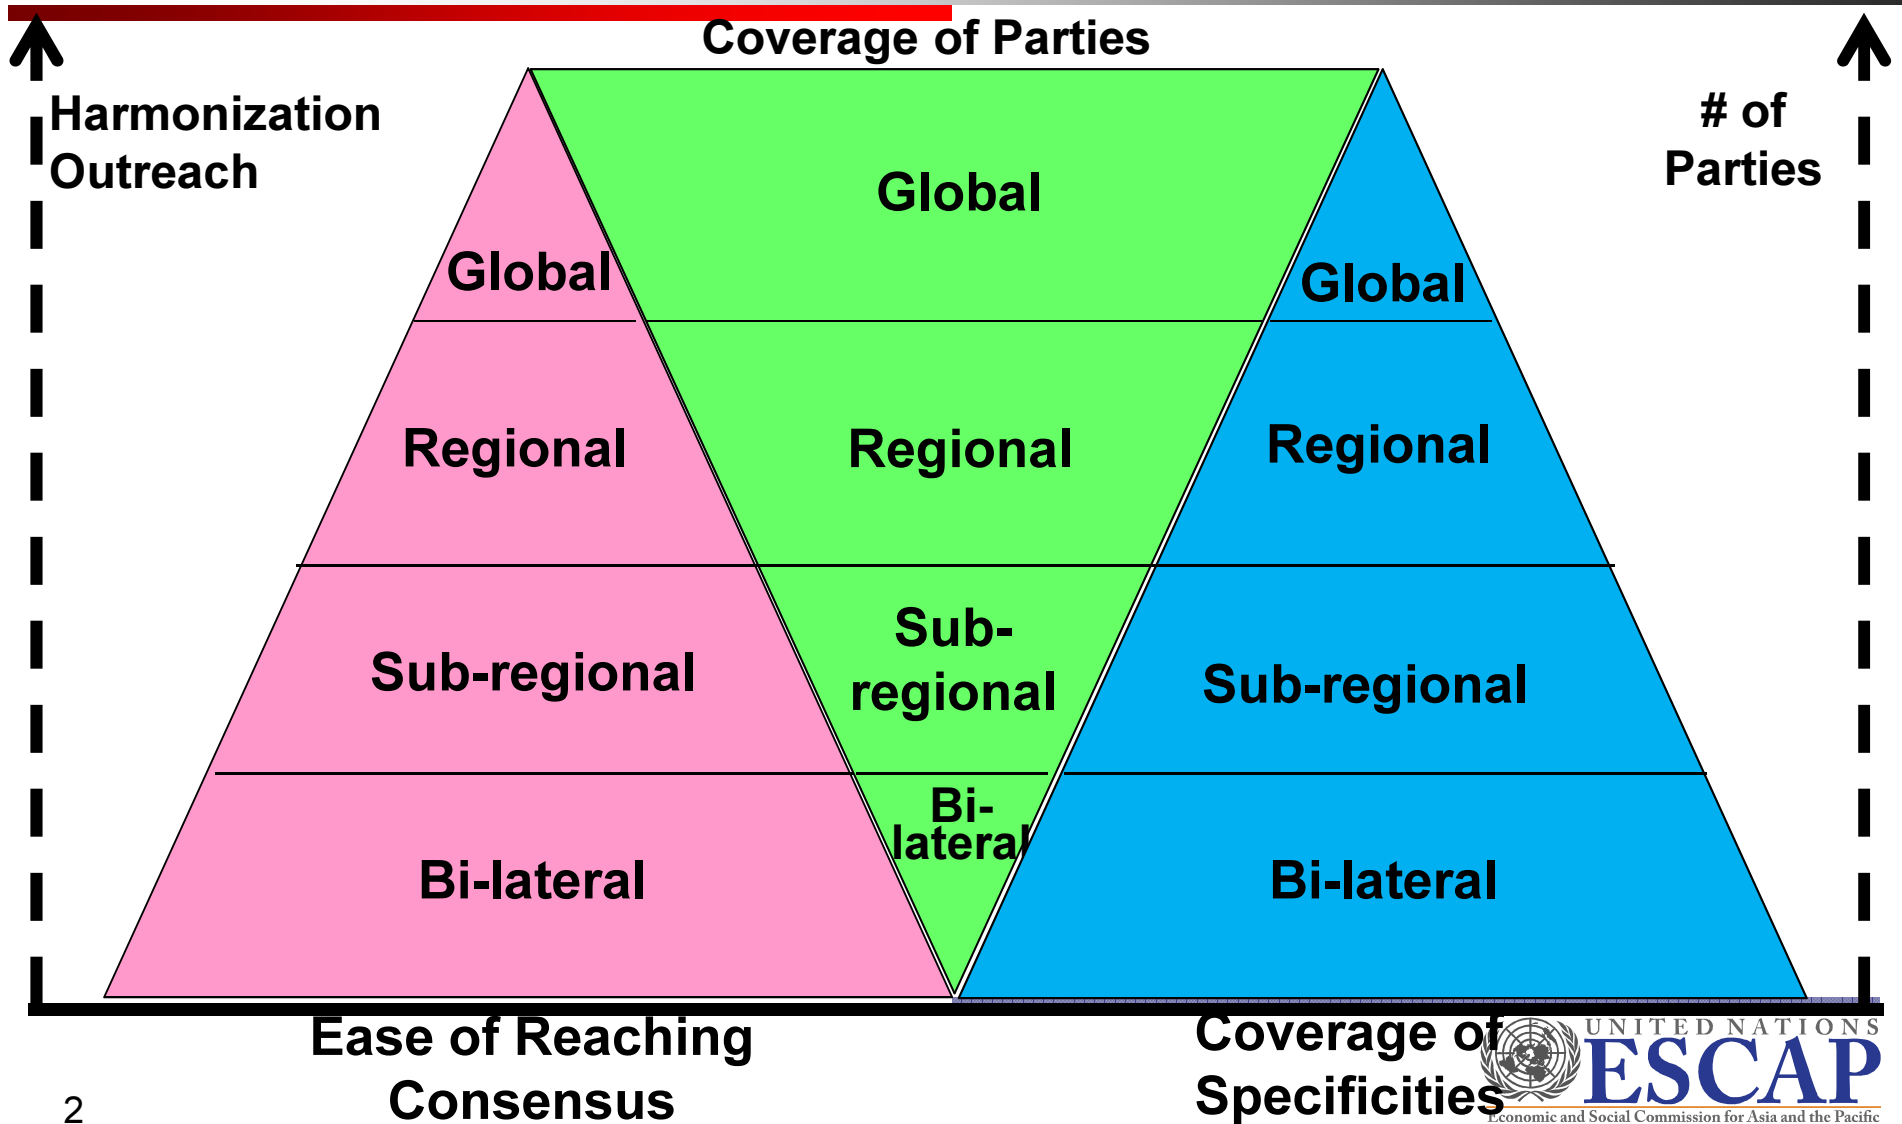 Coverage of Parties
Harmonization
Outreach
# of
Parties
Global
Global
Global
Regional
Regional
Regional
Sub-regional
Sub-
regional
Sub-regional
Bi-lateral
Bi-
lateral
Bi-lateral
Ease of Reaching
Consensus
Coverage of
Specificities
UNITED NATIONS
ESCAP
Economic and Social Commission for Asia and the Pacific
2